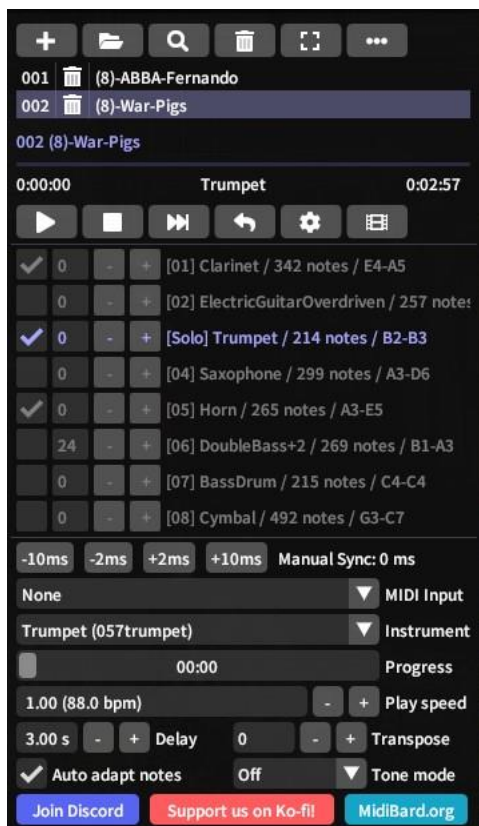 001 (8)-ABBA-Fernando
002 (8)-War-Pigs
002 (8)-War-Pigs
0:00:00 Trumpet 0:02:57
0 - + [01] Clarinet / 342 notes / E4-A5
0 - + [02] ElectricGuitarOverdriven / 257 notes
0 - + [Solo] Trumpet / 214 notes / B2-B3
0 - + [04] Saxophone / 299 notes / A3-D6
0 - + [05] Horn / 265 notes / A3-E5
24 - + [06] DoubleBass+2 / 269 notes / B1-A3
0 - + [07] BassDrum / 215 notes / C4-C4
0 - + [08] Cymbal / 492 notes / G3-C7
-10ms -2ms +2ms +10ms Manual Sync: 0 ms
None MIDI Input
Trumpet (057trumpet) Instrument
00:00 Progress
1.00 (88.0 bpm) - + Play speed
3.00 s - + Delay 0 - + Transpose
Auto adapt notes Off Tone mode
Join Discord Support us on Ko-fi! MidiBard.org